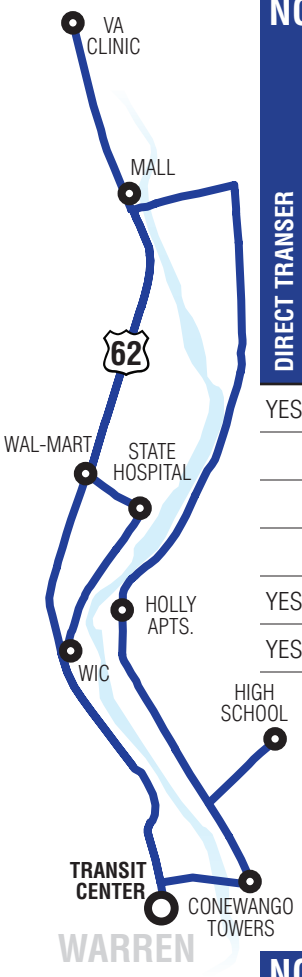 NO
VA
CLINIC
MALL
DIRECT TRANSER
62
YES
WAL-MART
STATE
HOSPITAL
HOLLY
APTS.
YES
YES
WIC
HIGH
SCHOOL
TRANSIT
CENTER
CONEWANGO
TOWERS
WARREN
NO